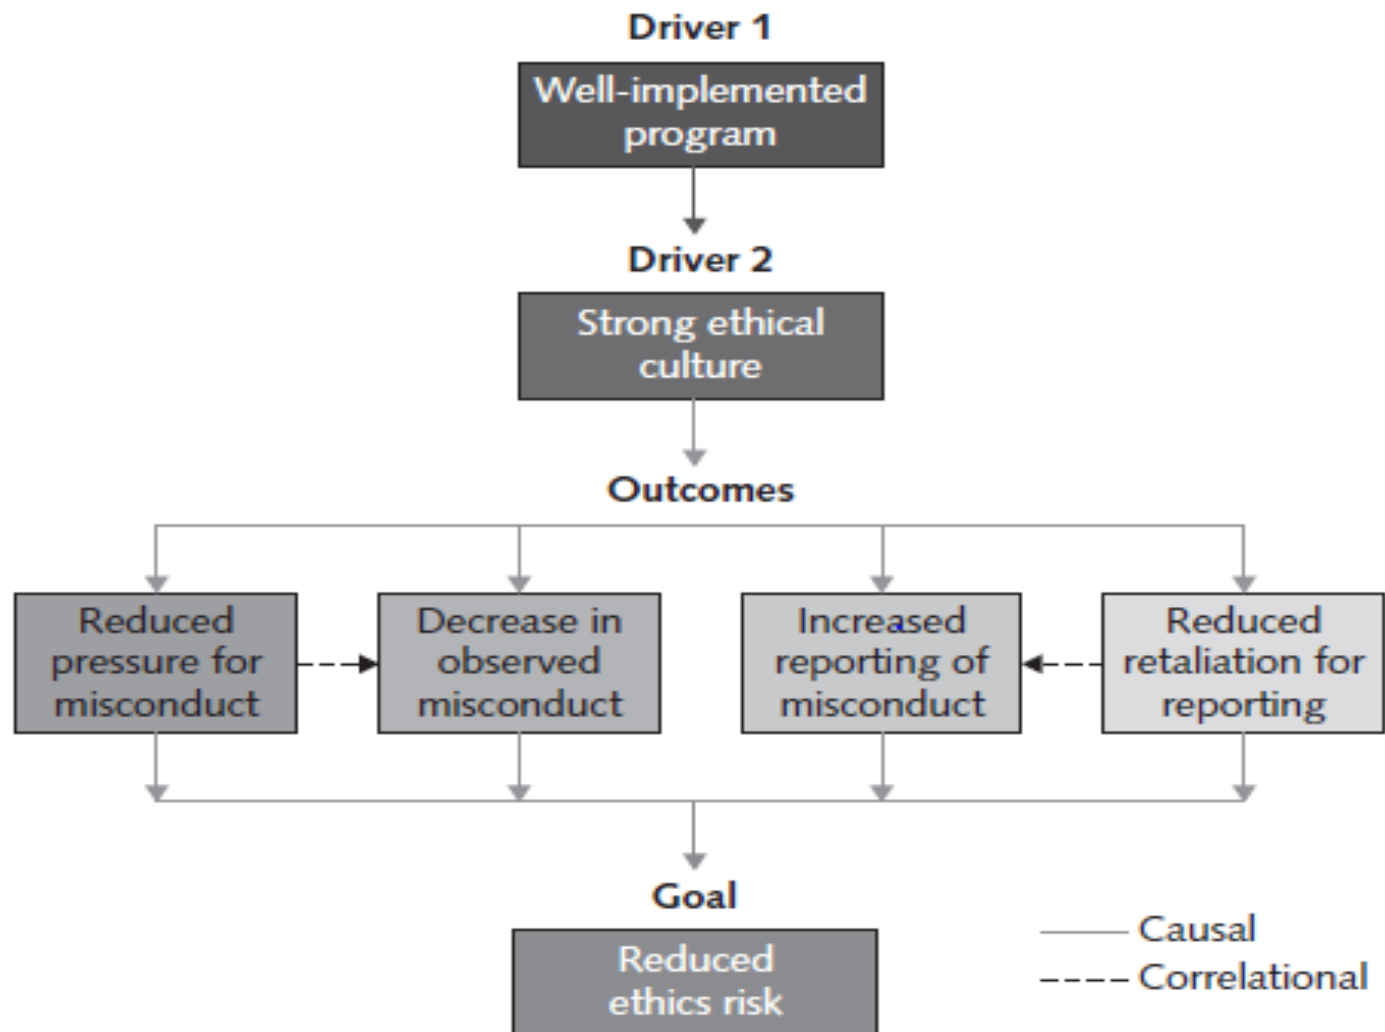 Driver 1
Well-implemented
program
Driver 2
Strong ethical
culture
Outcomes
Reduced
pressure for
misconduct
Decrease in
observed
misconduct
Increased
reporting of
misconduct
Reduced
retaliation for
reporting
Goal
Reduced
ethics risk
Causal
Correlational